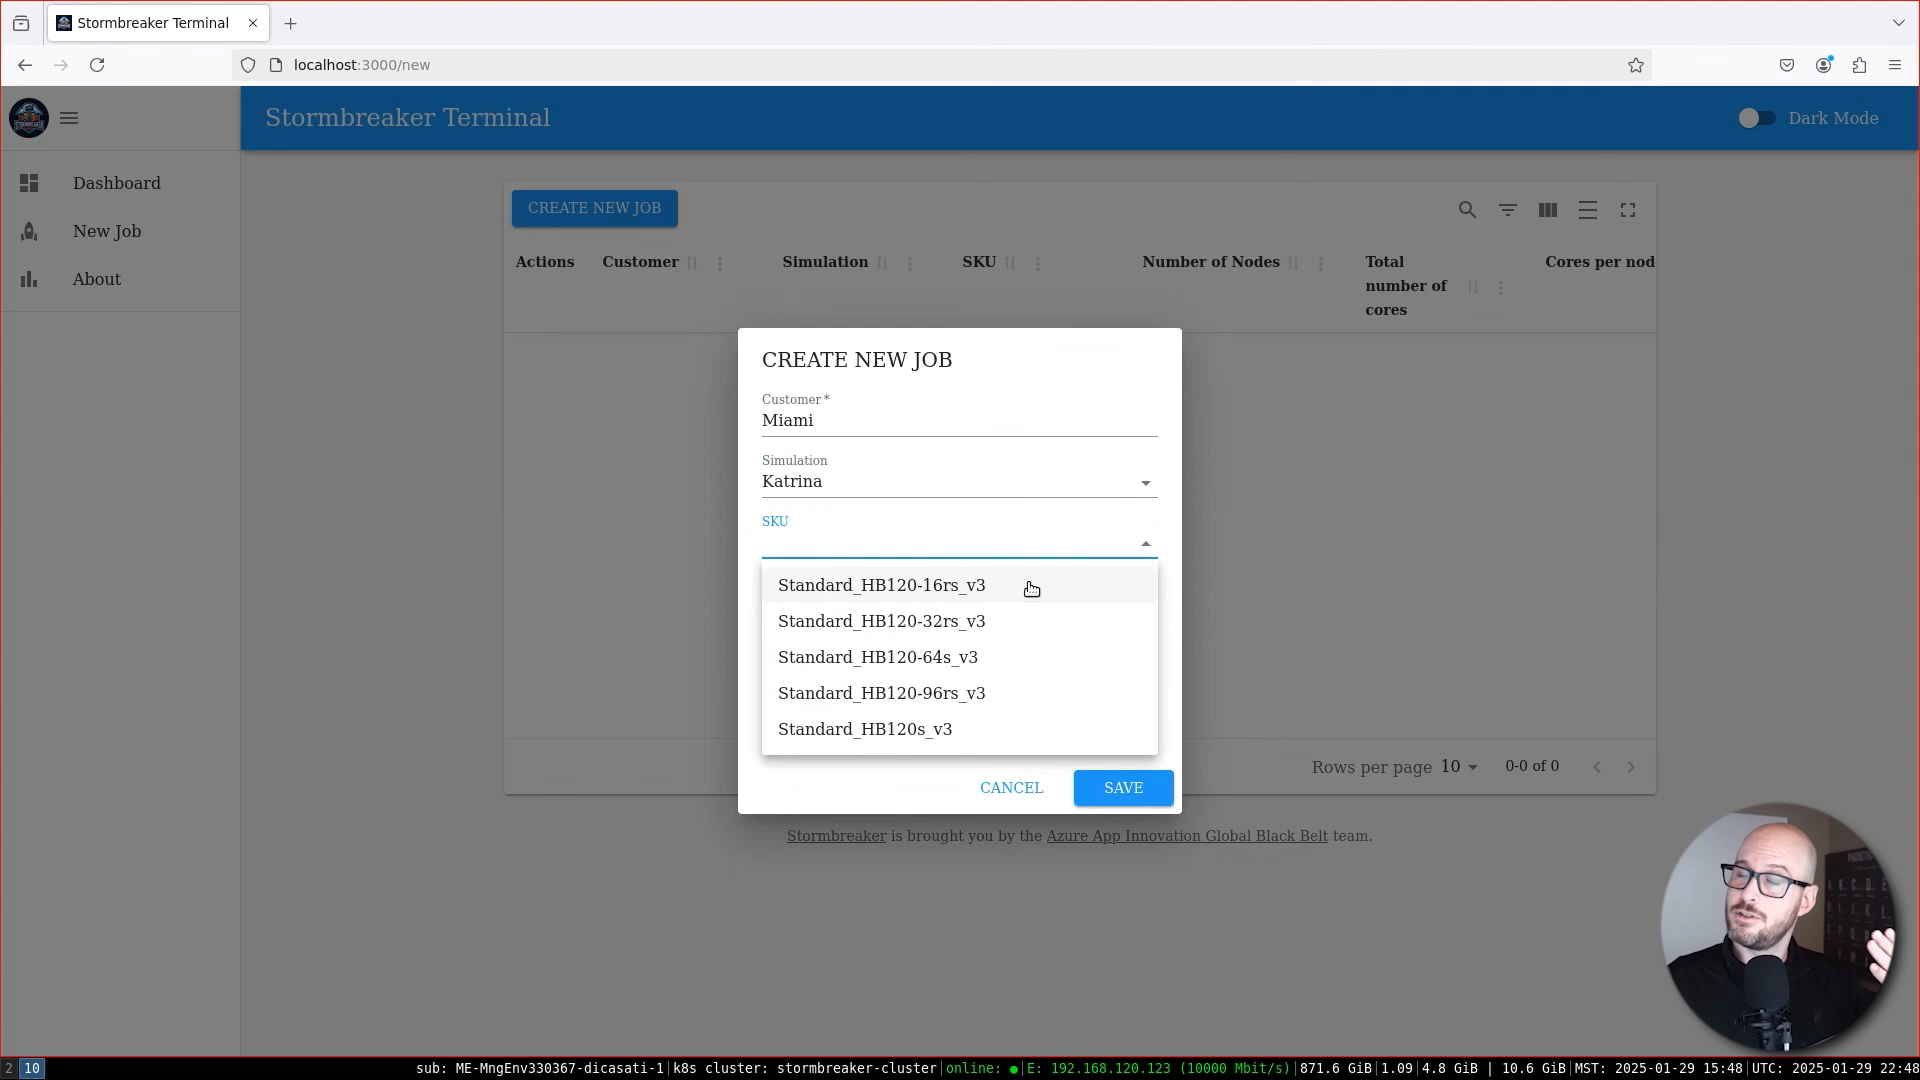 Stormbreaker Terminal
localhost:3000/new
Stormbreaker Terminal
Dark Mode
Dashboard
New Job
About
CREATE NEW JOB
Actions
Customer
Simulation
SKU
Number of Nodes
Total
number of
cores
Cores per nod
CREATE NEW JOB
Customer *
Miami
Simulation
Katrina
SKU
Standard_HB120-16rs_v3
Standard_HB120-32rs_v3
Standard_HB120-64s_v3
Standard_HB120-96rs_v3
Standard_HB120s_v3
CANCEL
SAVE
Rows per page 10
0-0 of 0
Stormbreaker is brought you by the Azure App Innovation Global Black Belt team.
2 10
sub: ME-MngEnv330367-dicasati-1|k8s cluster: stormbreaker-cluster|online: ●|E: 192.168.120.123 (10000 Mbit/s)|871.6 GiB|1.09|4.8 GiB | 10.6 GiB|MST: 2025-01-29 15:48|UTC: 2025-01-29 22:48